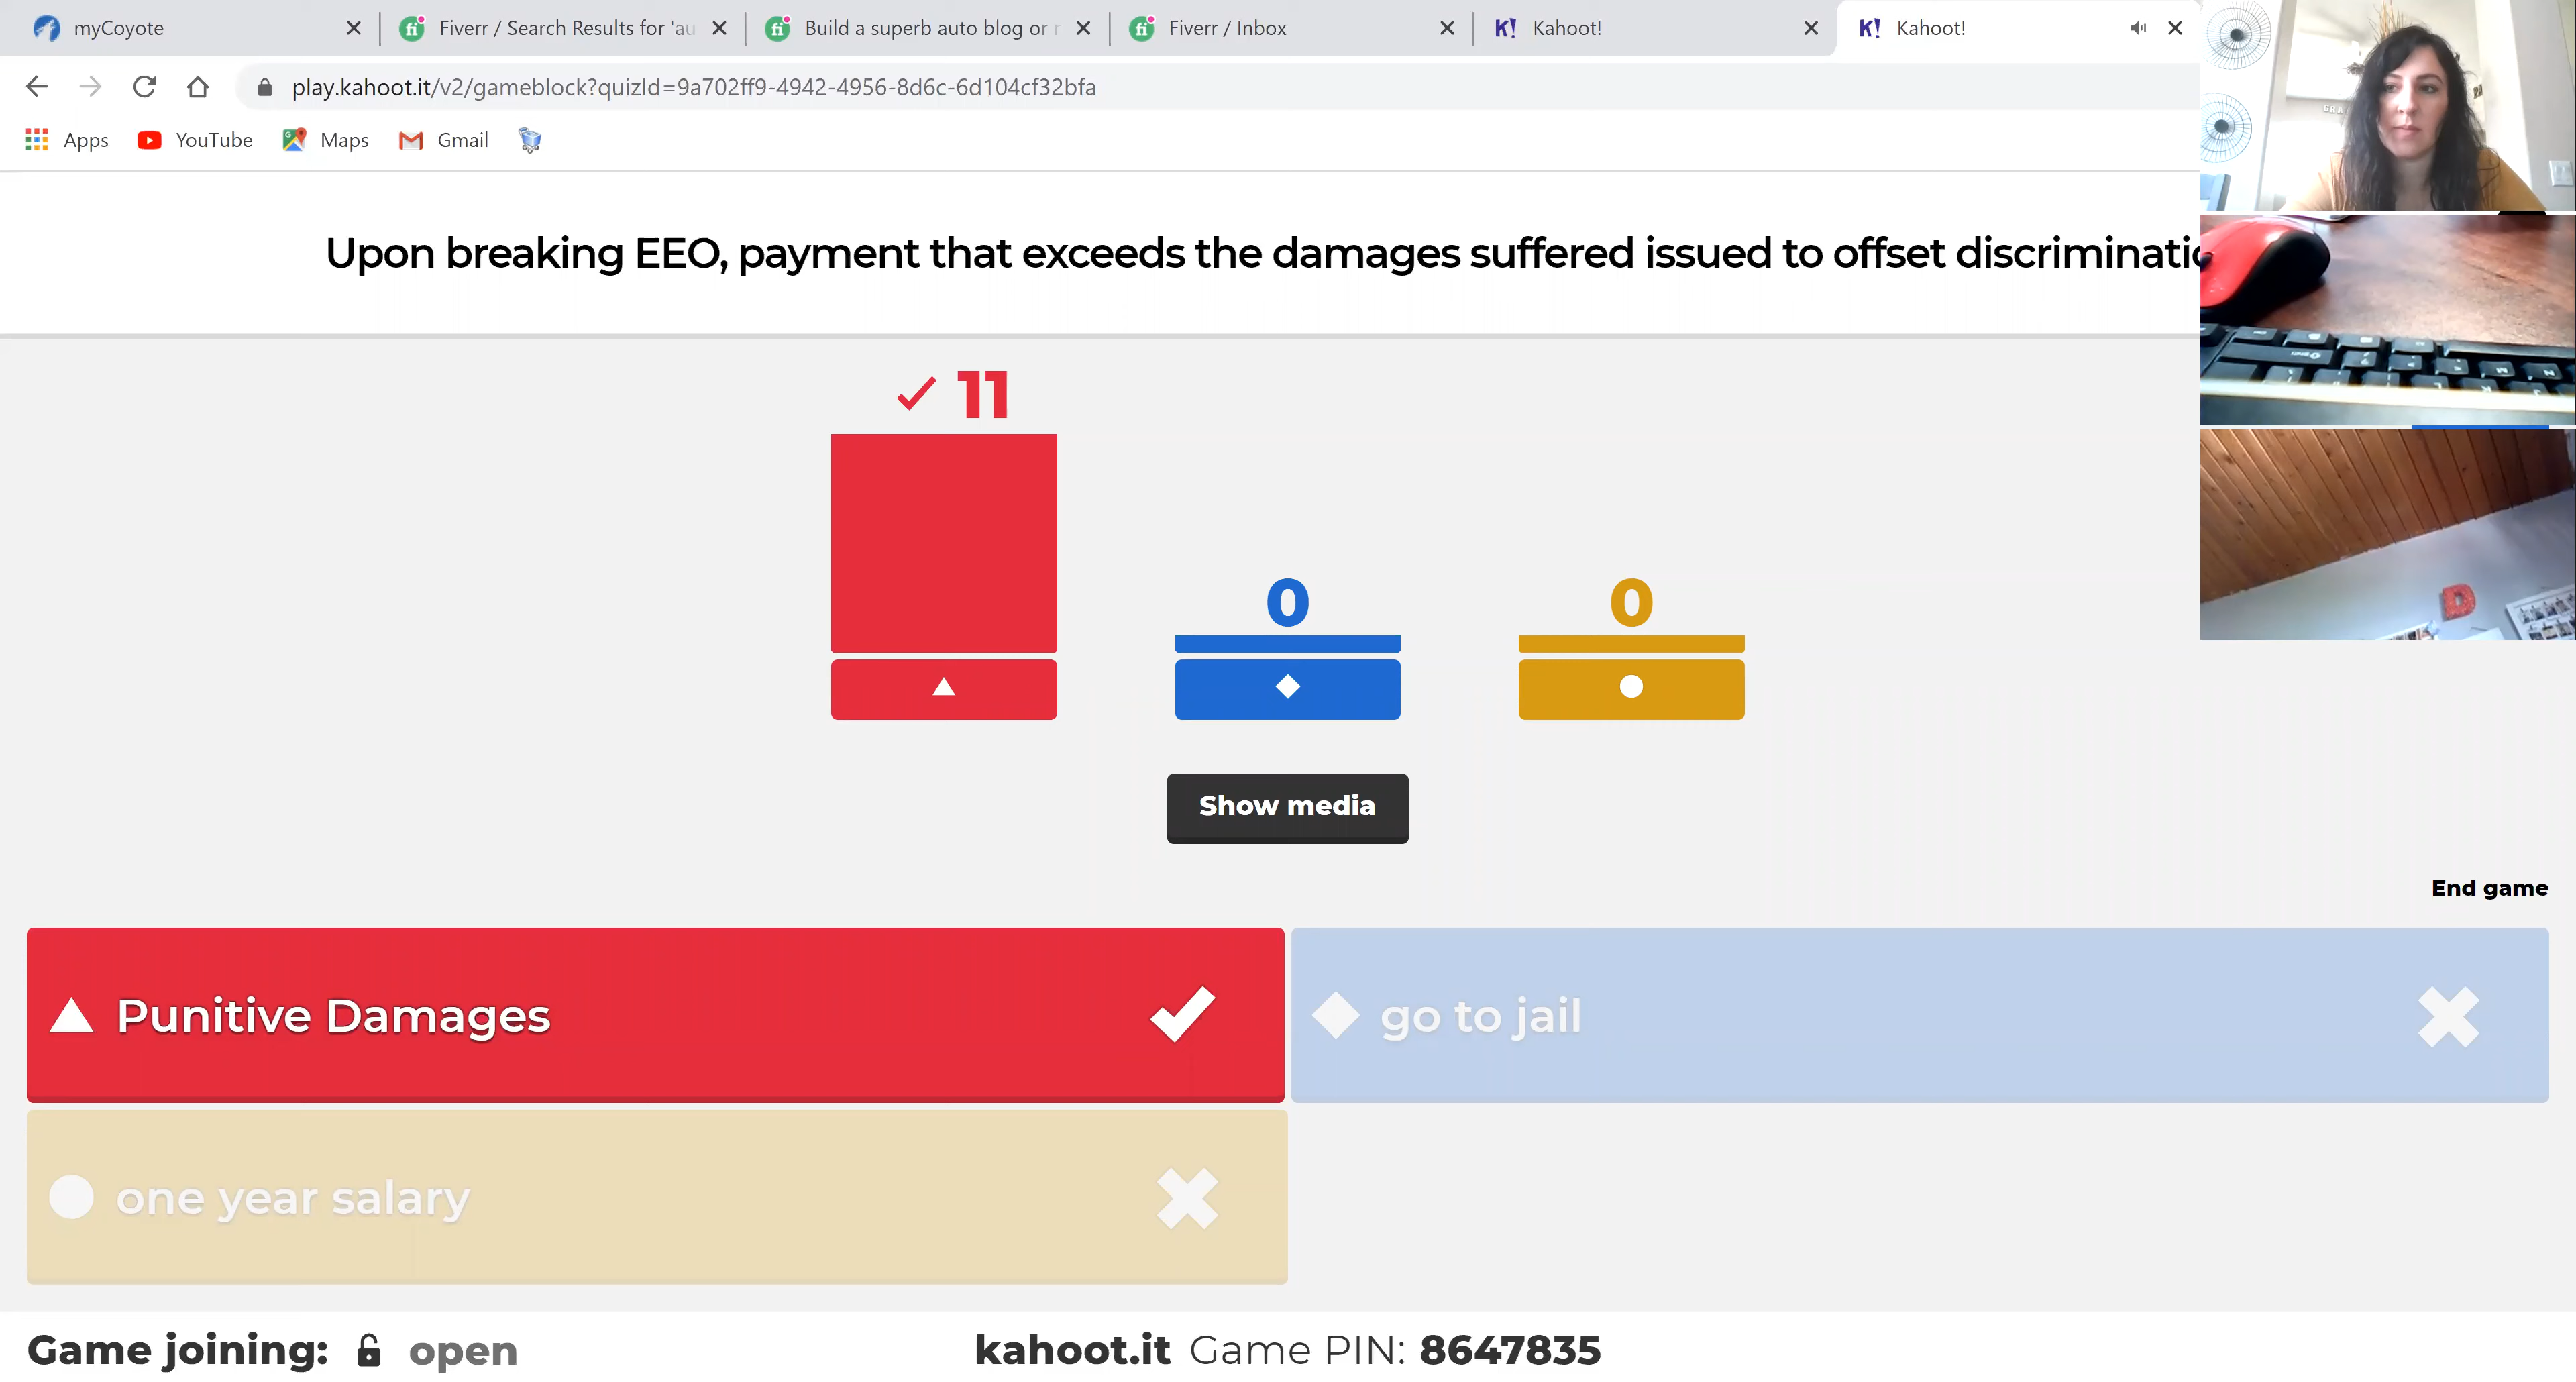 myCoyote
Fiverr / Search Results for 'au
Build a superb auto blog or
Fiverr / Inbox
Kahoot!
Kahoot!
play.kahoot.it/v2/gameblock?quizId=9a702ff9-4942-4956-8d6c-6d104cf32bfa
Apps
YouTube
Maps
Gmail
Upon breaking EEO, payment that exceeds the damages suffered issued to offset
11
0
0
Show media
End game
Punitive Damages
go to jail
one year salary
Game joining: open
kahoot.it Game PIN: 8647835
D